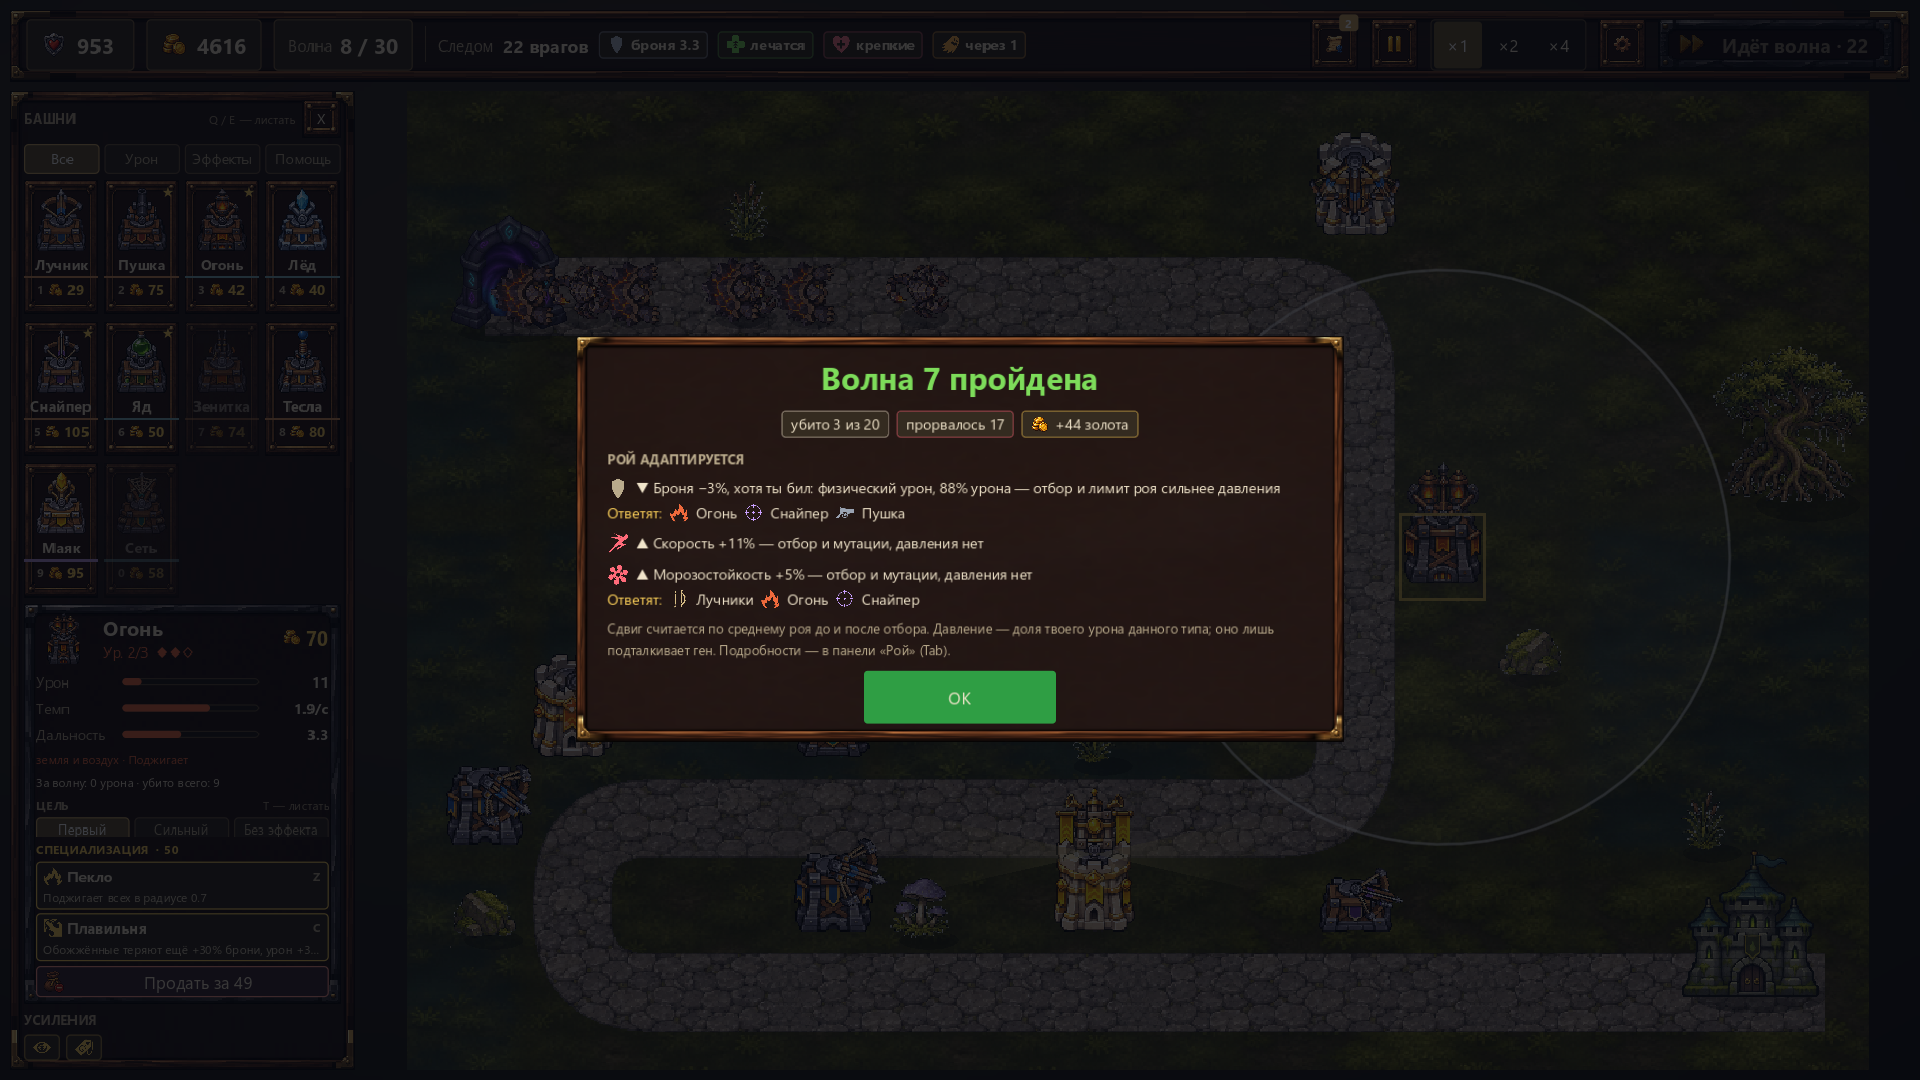 953
4616
Волна 8 / 30
Следом 22 врагов
броня 3.3
лечатся
крепкие
через 1
2
×1 ×2 ×4
Идёт волна · 22
БАШНИ
Q / E — листать
X
Все Урон Эффекты Помощь
Лучник Пушка Огонь Лёд
1 29 2 75 3 42 4 40
Снайпер Яд Зенитка Тесла
5 105 6 50 7 74 8 80
Маяк Сеть
9 95 0 58
Огонь
70
Ур. 2/3
Урон 11
Темп 1.9/с
Дальность 3.3
земля и воздух · Поджигает
За волну: 0 урона · убито всего: 9
ЦЕЛЬ
T — листать
Первый Сильный Без эффекта
СПЕЦИАЛИЗАЦИЯ · 50
Пекло Z
Поджигает всех в радиусе 0.7
Плавильня C
Обожжённые теряют ещё +30% брони, урон +3...
Продать за 49
УСИЛЕНИЯ
Волна 7 пройдена
убито 3 из 20
прорвалось 17
+44 золота
РОЙ АДАПТИРУЕТСЯ
▼ Броня −3%, хотя ты бил: физический урон, 88% урона — отбор и лимит роя сильнее давления
Ответят: Огонь Снайпер Пушка
▲ Скорость +11% — отбор и мутации, давления нет
▲ Морозостойкость +5% — отбор и мутации, давления нет
Ответят: Лучники Огонь Снайпер
Сдвиг считается по среднему роя до и после отбора. Давление — доля твоего урона данного типа; оно лишь
подталкивает ген. Подробности — в панели «Рой» (Tab).
ОК